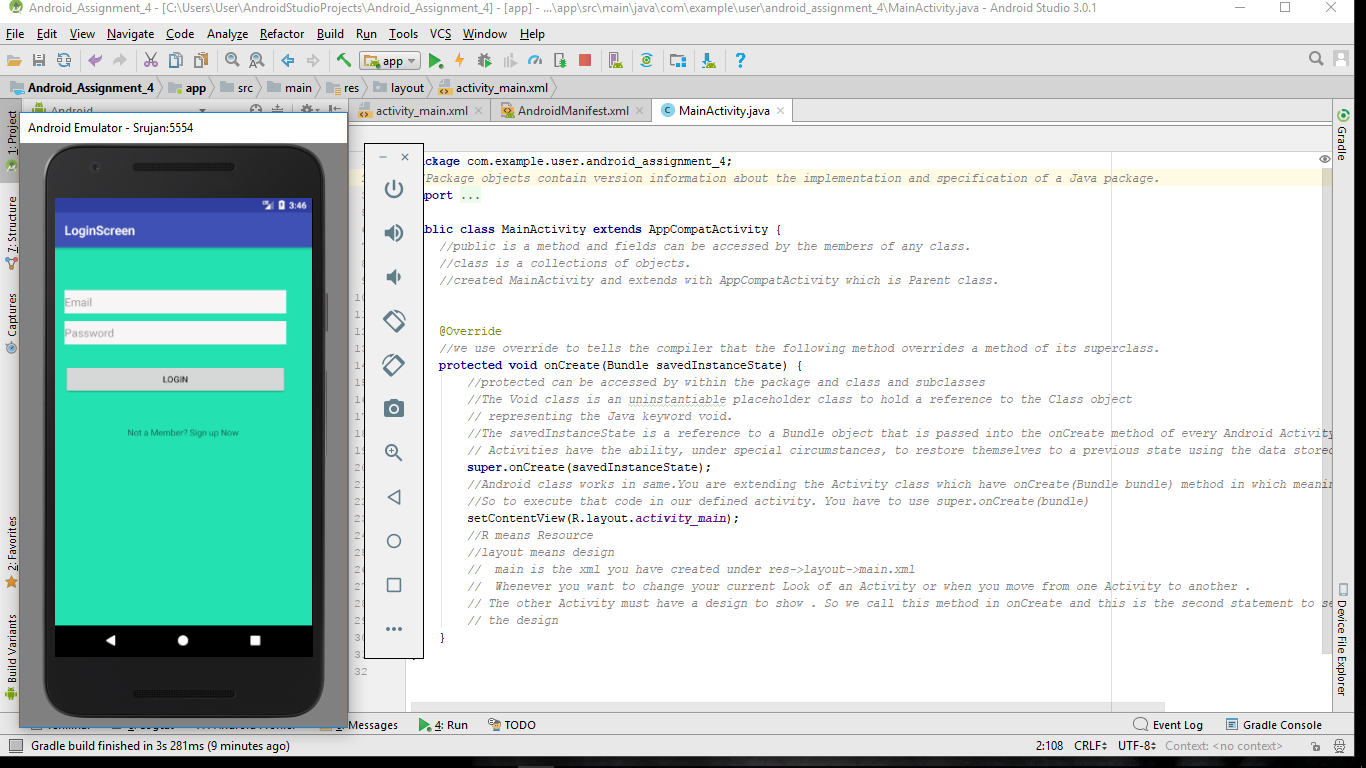 Android_Assignment_4 - [C:\Users\User\AndroidStudioProjects\Android_Assignment_4] - [app] - ...\app\src\main\java\com\example\user\android_assignment_4\MainActivity.java - Android Studio 3.0.1
File Edit View Navigate Code Analyze Refactor Build Run Tools VCS Window Help
app
Android_Assignment_4 app src main res layout activity_main.xml
Android
activity_main.xml AndroidManifest.xml MainActivity.java
1: Project
Z: Structure
Captures
2: Favorites
Build Variants
Gradle
Device File Explorer
Android Emulator - Srujan:5554
3:46
LoginScreen
Email
Password
LOGIN
Not a Member? Sign up Now
ckage com.example.user.android_assignment_4;
Package objects contain version information about the implementation and specification of a Java package.
port ...
blic class MainActivity extends AppCompatActivity {
//public is a method and fields can be accessed by the members of any class.
//class is a collections of objects.
//created MainActivity and extends with AppCompatActivity which is Parent class.
@Override
//we use override to tells the compiler that the following method overrides a method of its superclass.
protected void onCreate(Bundle savedInstanceState) {
//protected can be accessed by within the package and class and subclasses
//The Void class is an uninstantiable placeholder class to hold a reference to the Class object
// representing the Java keyword void.
//The savedInstanceState is a reference to a Bundle object that is passed into the onCreate method of every Android Activity
// Activities have the ability, under special circumstances, to restore themselves to a previous state using the data stored
super.onCreate(savedInstanceState);
//Android class works in same.You are extending the Activity class which have onCreate(Bundle bundle) method in which meanin
//So to execute that code in our defined activity. You have to use super.onCreate(bundle)
setContentView(R.layout.activity_main);
//R means Resource
//layout means design
//  main is the xml you have created under res->layout->main.xml
//  Whenever you want to change your current Look of an Activity or when you move from one Activity to another .
// The other Activity must have a design to show . So we call this method in onCreate and this is the second statement to se
// the design
}
32
Messages 4: Run TODO Event Log Gradle Console
Gradle build finished in 3s 281ms (9 minutes ago) 2:108 CRLF UTF-8 Context: <no context>